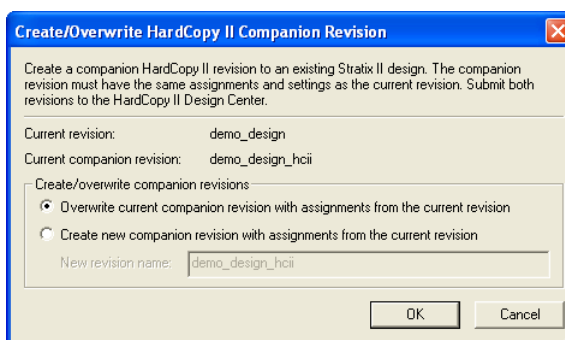 Create/Overwrite HardCopy II Companion Revision
Create a companion HardCopy II revision to an existing Stratix II design. The companion
revision must have the same assignments and settings as the current revision. Submit both
revisions to the HardCopy II Design Center.
Current revision: demo_design
Current companion revision: demo_design_hcii
Create/overwrite companion revisions
Overwrite current companion revision with assignments from the current revision
Create new companion revision with assignments from the current revision
New revision name: demo_design_hcii
OK Cancel